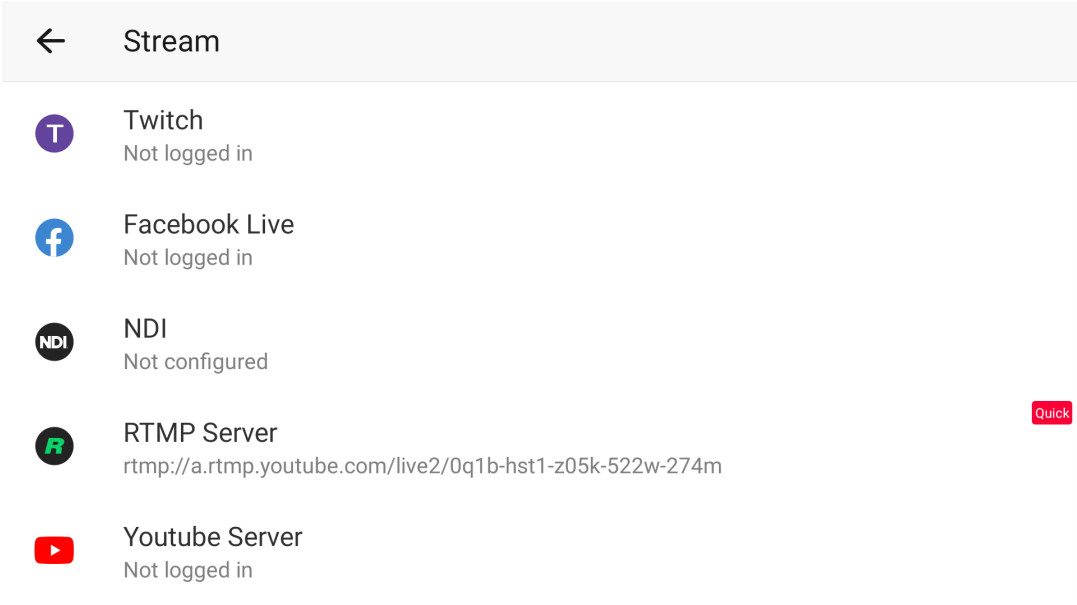 Stream
T
Twitch
Not logged in
Facebook Live
Not logged in
NDI
NDI
Not configured
Quick
R
RTMP Server
rtmp://a.rtmp.youtube.com/live2/0q1b-hst1-z05k-522w-274m
Youtube Server
Not logged in